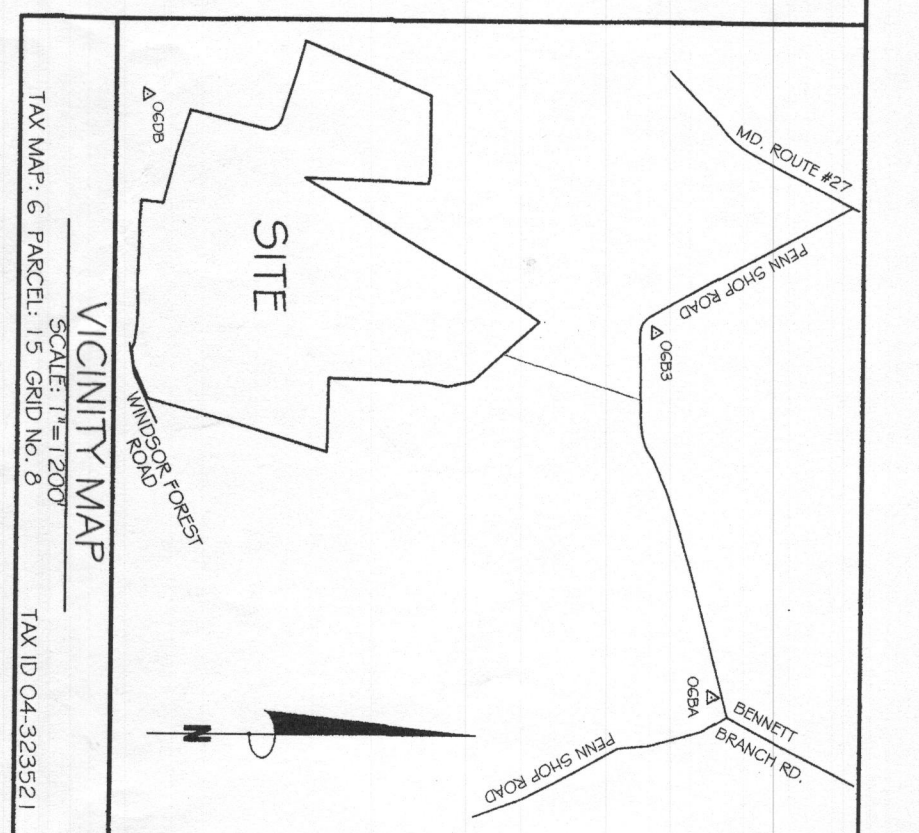 MD. ROUTE #27
PENN SHOP ROAD
06B3
06DB
SITE
WINDSOR FOREST
ROAD
06BA
BENNETT
BRANCH RD.
PENN SHOP ROAD
N
VICINITY MAP
SCALE: 1"=1200'
TAX MAP: 6 PARCEL: 15 GRID No. 8
TAX ID 04-323521